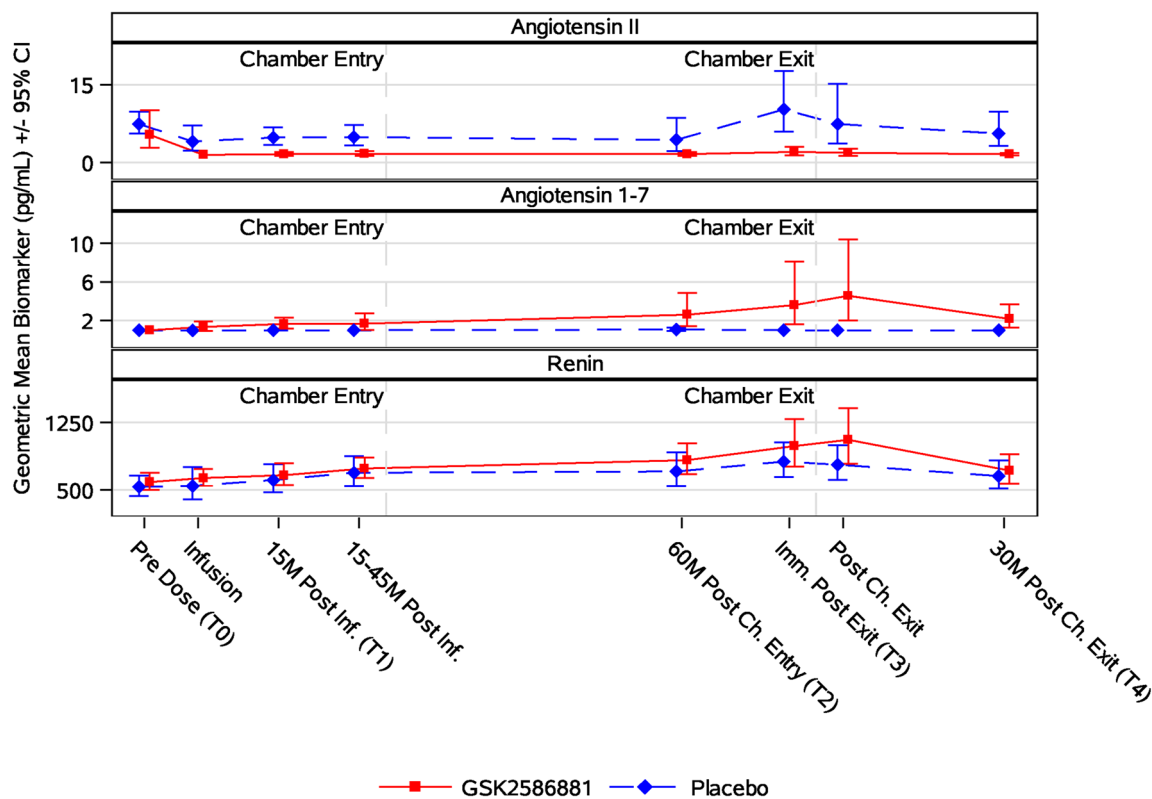 Angiotensin II
Chamber Entry Chamber Exit
15
0
Angiotensin 1-7
Chamber Entry Chamber Exit
10
6
2
Renin
Chamber Entry Chamber Exit
1250
500
Geometric Mean Biomarker (pg/mL) +/- 95% CI
Pre Dose (T0)
Infusion
15M Post Inf. (T1)
15-45M Post Inf.
60M Post Ch. Entry (T2)
Imm. Post Exit (T3)
Post Ch. Exit
30M Post Ch. Exit (T4)
GSK2586881 Placebo